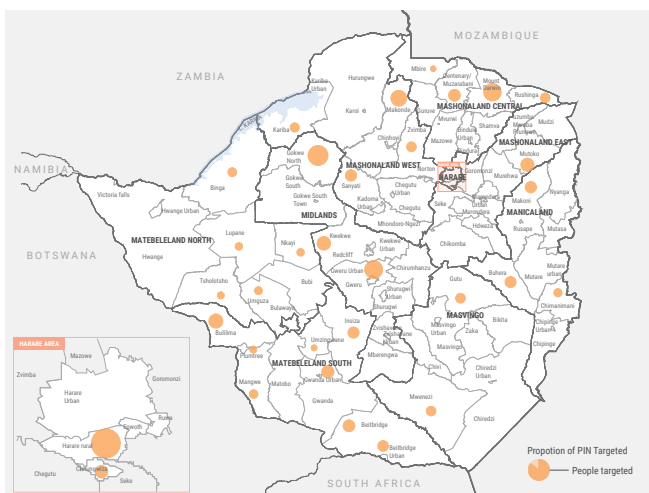 MOZAMBIQUE
ZAMBIA
NAMIBIA
BOTSWANA
SOUTH AFRICA
Kariba
Urban
Hurungwe
Mbire
Centenary/
Muzarabani
Mount
Darwin
Rushinga
MASHONALAND CENTRAL
Karoi
Makonde
Guruve
Mvurwi
Shamva
Mudzi
Kariba
Zvimba
Chinhoyi
Mazowe
Bindura
Urban
Bindura
MASHONALAND EAST
Mutoko
Gokwe
North
MASHONALAND WEST
Norton
HARARE
Goromonzi
Murehwa
Binga
Gokwe
South
Sanyati
Chegutu
Urban
Kadoma
Urban
Chegutu
Seke
Marondera
Makoni
Nyanga
Victoria falls
Hwange Urban
Gokwe South
Town
MIDLANDS
Mhondoro-Ngezi
Hwedza
MANICALAND
Rusape
Mutasa
MATEBELELAND NORTH
Lupane
Nkayi
Kwekwe
Redcliff
Kwekwe
Urban
Chikomba
Hwange
Gweru Urban
Chirumhanzu
Gweru
Gutu
Buhera
Mutare
Mutare
urban
Tsholotsho
Umguza
Bubi
Bulawayo
Shurugwi
Urban
Shurugwi
Chimanimani
MASVINGO
Bulilima
Insiza
Umzingwane
Zvishavane
Masvingo
Urban
Zaka
Bikita
Masvingo
Chipinge
Urban
Chipinge
Plumtree
MATEBELELAND SOUTH
Mberengwa
Chivi
Chiredzi
Urban
Mangwe
Matobo
Gwanda Urban
Gwanda
Mwenezi
Chiredzi
Beitbridge
Beitbridge
Urban
HARARE AREA
Mazowe
Zvimba
Goromonzi
Harare
Urban
Ruwa
Epwoth
Harare rural
Chitungwiza
Chegutu
Seke
Propotion of PIN Targeted
People targeted